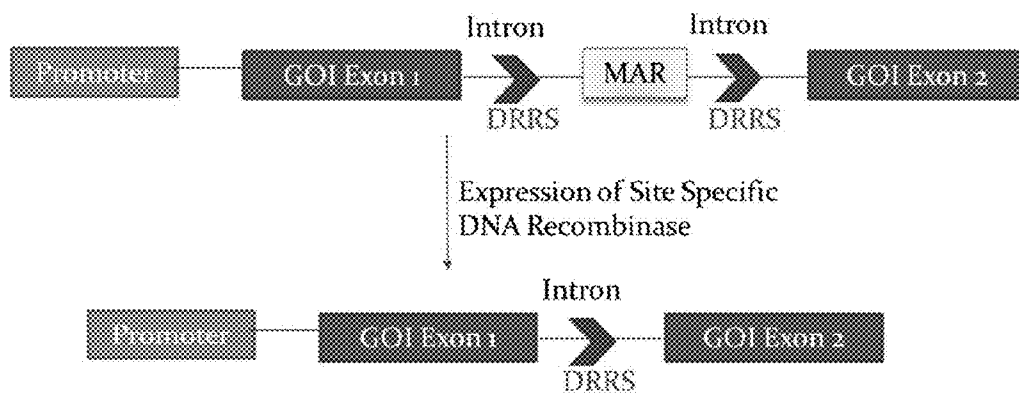 Intron
Intron
Promoter
GOI Exon 1
MAR
GOI Exon 2
DRRS
DRRS
Expression of Site Specific
DNA Recombinase
Intron
Promoter
GOI Exon 1
GOI Exon 2
DRRS